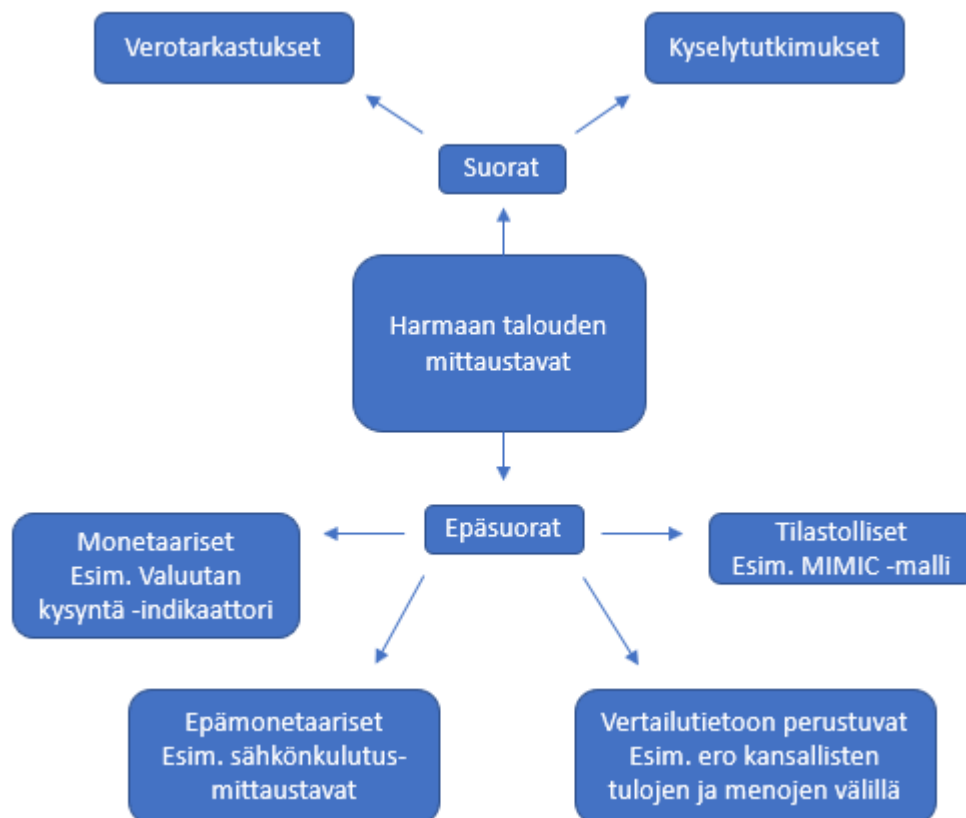 Verotarkastukset
Kyselytutkimukset
Suorat
Harmaan talouden
mittaustavat
Epäsuorat
Monetaariset
Esim. Valuutan
kysyntä -indikaattori
Tilastolliset
Esim. MIMIC -malli
Epämonetaariset
Esim. sähkönkulutus-
mittaustavat
Vertailutietoon perustuvat
Esim. ero kansallisten
tulojen ja menojen välillä